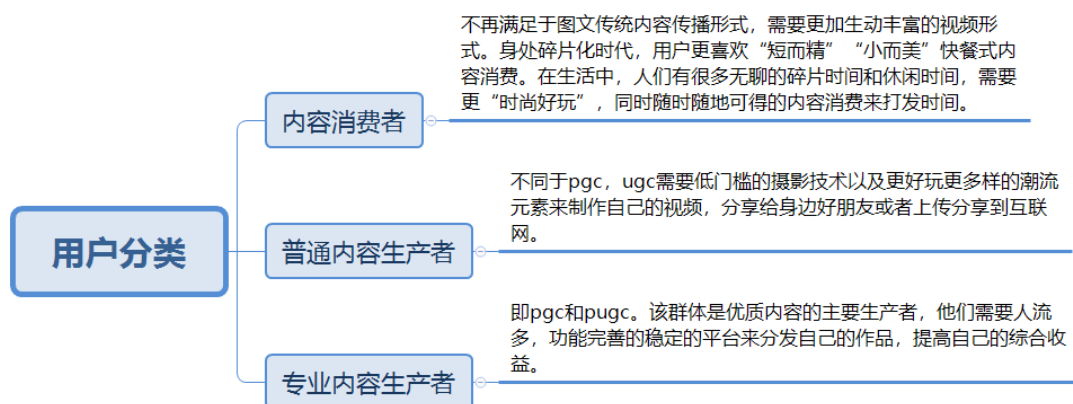 不再满足于图文传统内容传播形式，需要更加生动丰富的视频形
式。身处碎片化时代，用户更喜欢“短而精”“小而美”快餐式内
容消费。在生活中，人们有很多无聊的碎片时间和休闲时间，需要
更“时尚好玩”，同时随时随地可得的内容消费来打发时间。
内容消费者
不同于pgc，ugc需要低门槛的摄影技术以及更好玩更多样的潮流
元素来制作自己的视频，分享给身边好朋友或者上传分享到互联
网。
用户分类
普通内容生产者
即pgc和pugc。该群体是优质内容的主要生产者，他们需要人流
多，功能完善的稳定的平台来分发自己的作品，提高自己的综合收
益。
专业内容生产者